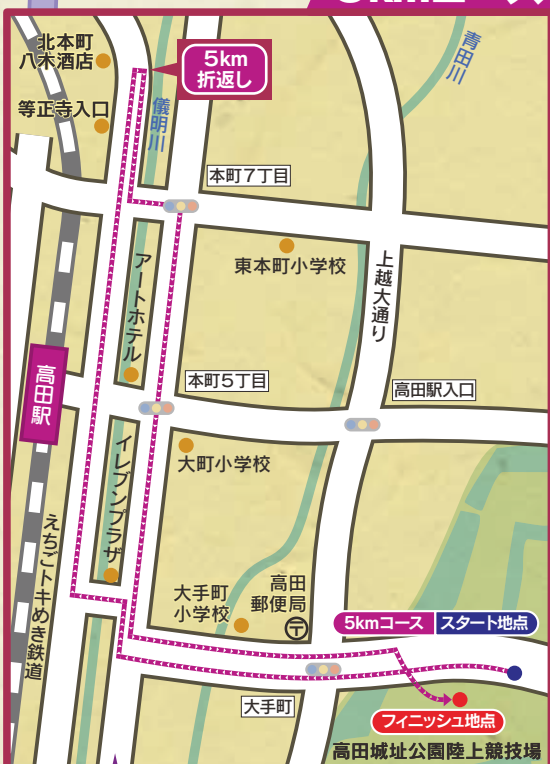 北本町
八木酒店
5km
折返し
青田川
等正寺入口
儀明川
本町7丁目
東本町小学校
上越大通り
アートホテル
高田駅
本町5丁目
高田駅入口
大町小学校
イレブンプラザ
えちごトキめき鉄道
大手町
小学校
高田
郵便局
〒
5kmコース スタート地点
大手町
フィニッシュ地点
高田城址公園陸上競技場